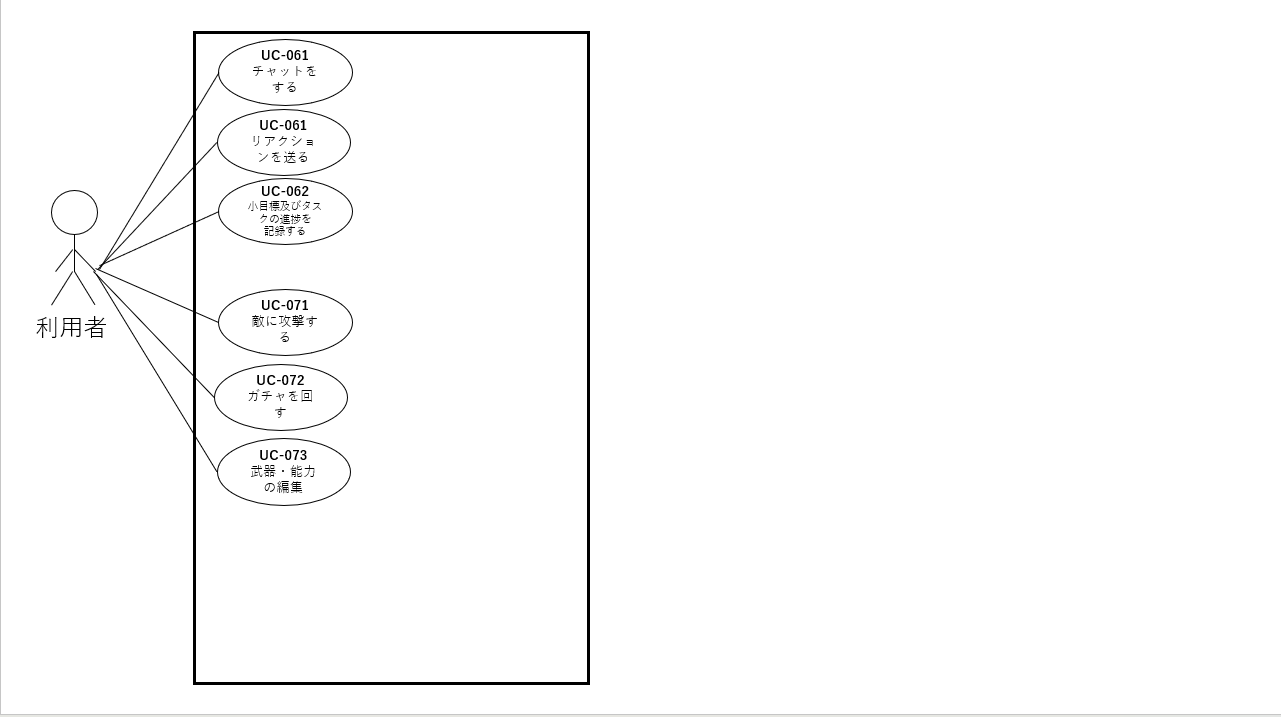 UC-061
チャットを
する
UC-061
リアクショ
ンを送る
UC-062
小目標及びタス
クの進捗を
記録する
利用者
UC-071
敵に攻撃す
る
UC-072
ガチャを回
す
UC-073
武器・能力
の編集